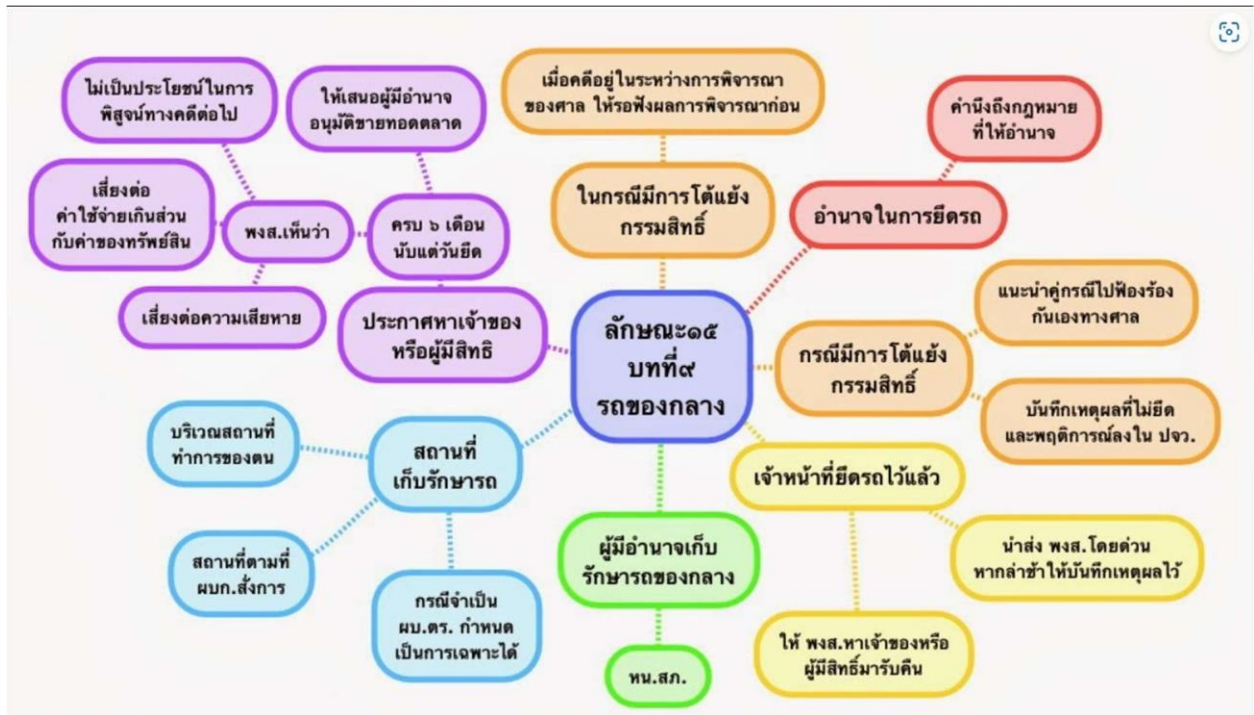 ไม่เป็นประโยชน์ในการ
พิสูจน์ทางคดีต่อไป
ให้เสนอผู้มีอำนาจ
อนุมัติขายทอดตลาด
เมื่อคดีอยู่ในระหว่างการพิจารณา
ของศาล ให้รอฟังผลการพิจารณาก่อน
คำนึงถึงกฎหมาย
ที่ให้อำนาจ
เสี่ยงต่อ
ค่าใช้จ่ายเกินส่วน
กับค่าของทรัพย์สิน
พงส.เห็นว่า
ครบ ๖ เดือน
นับแต่วันยึด
ในกรณีมีการโต้แย้ง
กรรมสิทธิ์
อำนาจในการยึดรถ
เสี่ยงต่อความเสียหาย
ประกาศหาเจ้าของ
หรือผู้มีสิทธิ
ลักษณะ๑๕
บทที่๙
รถของกลาง
กรณีมีการโต้แย้ง
กรรมสิทธิ์
แนะนำคู่กรณีไปฟ้องร้อง
กันเองทางศาล
บันทึกเหตุผลที่ไม่ยึด
และพฤติการณ์ลงใน ปจว.
บริเวณสถานที่
ทำการของตน
สถานที่
เก็บรักษารถ
เจ้าหน้าที่ยึดรถไว้แล้ว
สถานที่ตามที่
ผบก.สั่งการ
กรณีจำเป็น
ผบ.ตร. กำหนด
เป็นการเฉพาะได้
ผู้มีอำนาจเก็บ
รักษารถของกลาง
หน.สภ.
นำส่ง พงส.โดยด่วน
หากล่าช้าให้บันทึกเหตุผลไว้
ให้ พงส.หาเจ้าของหรือ
ผู้มีสิทธิ์มารับคืน